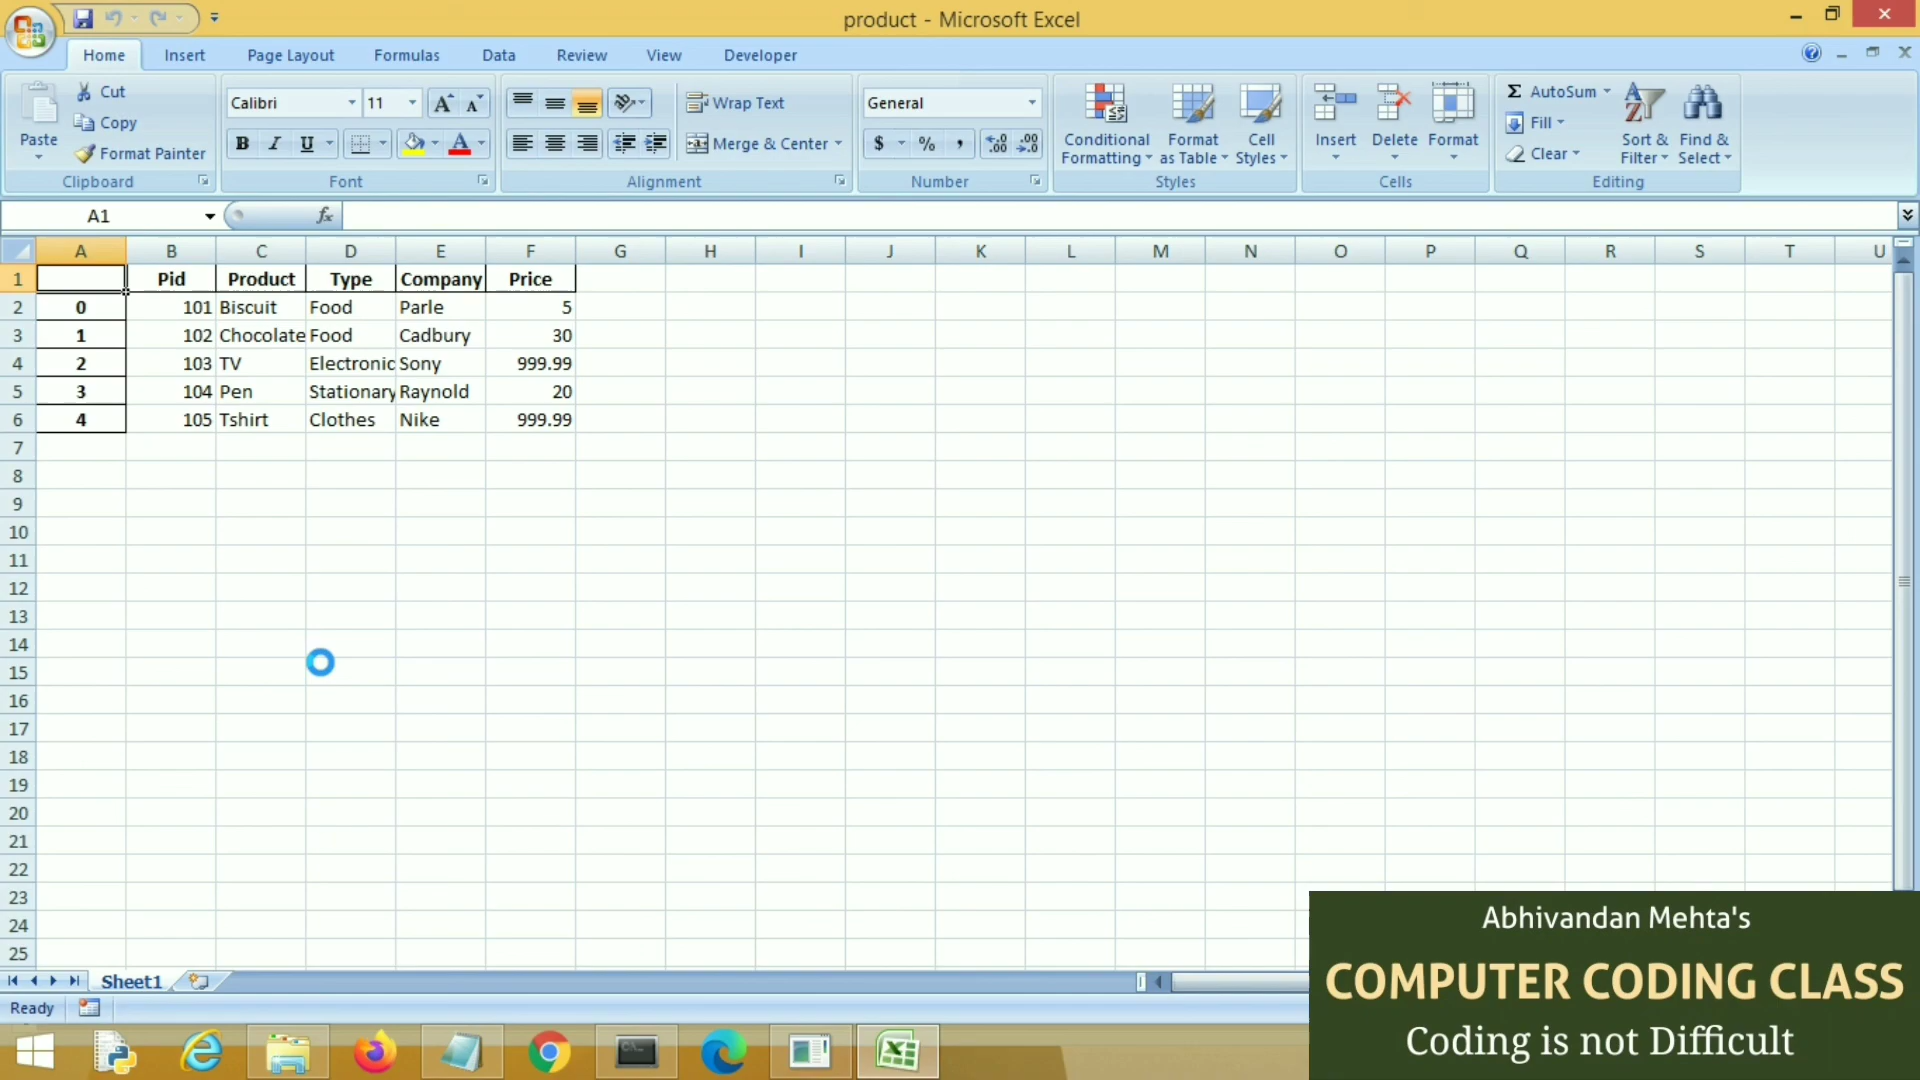 product - Microsoft Excel
Home Insert Page Layout Formulas Data Review View Developer
Paste
Cut
Copy
Format Painter
Clipboard
Calibri 11 A A
B I U A
Font
Wrap Text
Merge & Center
Alignment
General
$ % , .0 .00 .00 .0
Number
Conditional Formatting
Format as Table
Cell Styles
Styles
Insert Delete Format
Cells
Σ AutoSum
Fill
Clear
Sort & Filter
Find & Select
Editing
A1 fx
A B C D E F G H I J K L M N O P Q R S T U
1 Pid Product Type Company Price
2 0 101 Biscuit Food Parle 5
3 1 102 Chocolate Food Cadbury 30
4 2 103 TV Electronic Sony 999.99
5 3 104 Pen Stationary Raynold 20
6 4 105 Tshirt Clothes Nike 999.99
7
8
9
10
11
12
13
14
15
16
17
18
19
20
21
22
23
24
25
Sheet1
Ready
Abhivandan Mehta's
COMPUTER CODING CLASS
Coding is not Difficult